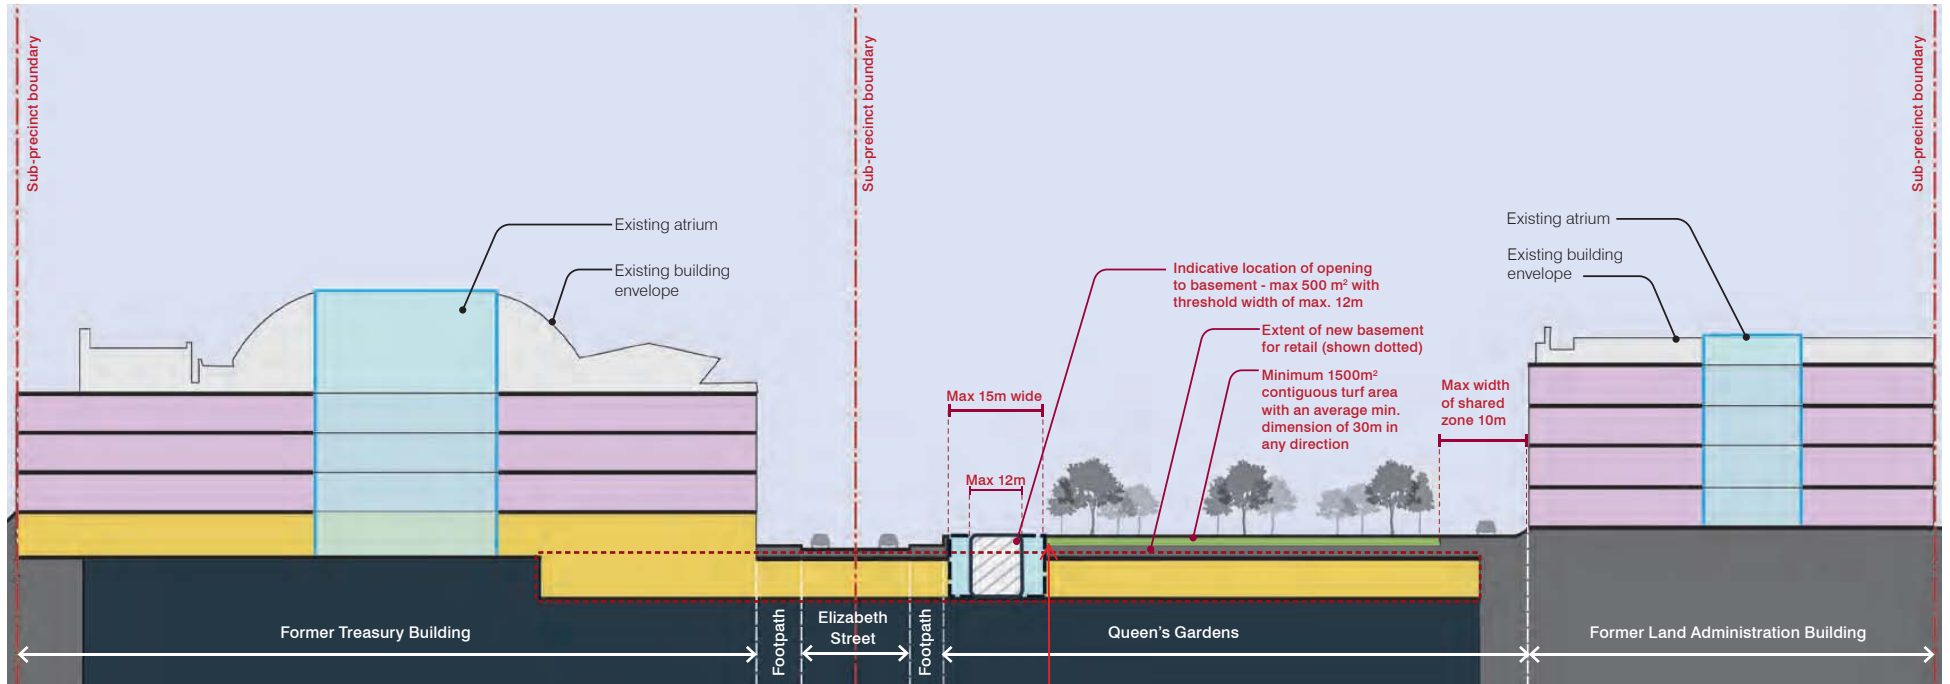 Sub-precinct boundary
Sub-precinct boundary
Sub-precinct boundary
Existing atrium
Existing building
envelope
Existing atrium
Existing building
envelope
Indicative location of opening
to basement - max 500 m² with
threshold width of max. 12m
Extent of new basement
for retail (shown dotted)
Minimum 1500m²
contiguous turf area
with an average min.
dimension of 30m in
any direction
Max width
of shared
zone 10m
Max 15m wide
Max 12m
Former Treasury Building
Footpath
Elizabeth
Street
Footpath
Queen's Gardens
Former Land Administration Building